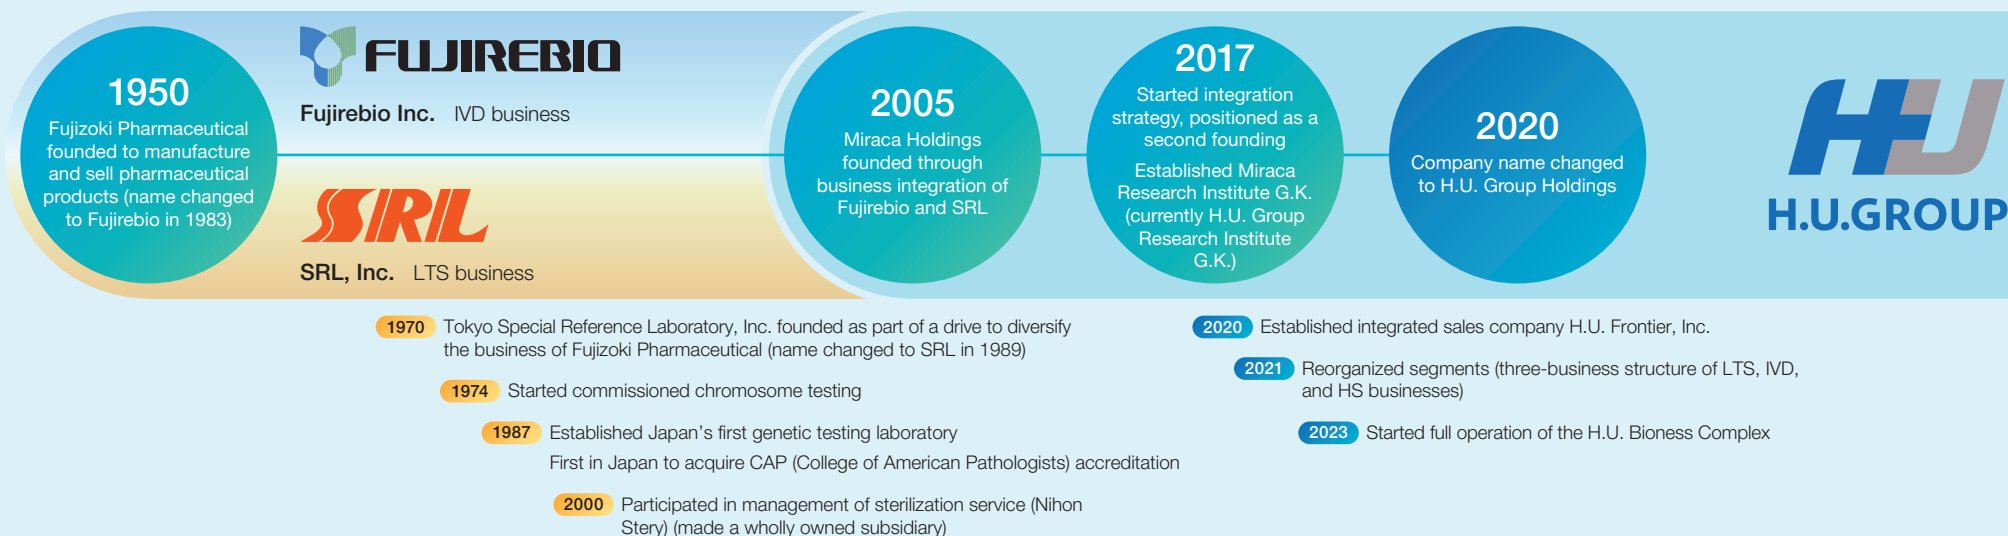 1950
Fujizoki Pharmaceutical
founded to manufacture
and sell pharmaceutical
products (name changed
to Fujirebio in 1983)
FUJIREBIO
Fujirebio Inc. IVD business
SRL
SRL, Inc. LTS business
2005
Miraca Holdings
founded through
business integration of
Fujirebio and SRL
2017
Started integration
strategy, positioned as a
second founding
Established Miraca
Research Institute G.K.
(currently H.U. Group
Research Institute
G.K.)
2020
Company name changed
to H.U. Group Holdings
HU
H.U.GROUP
1970 Tokyo Special Reference Laboratory, Inc. founded as part of a drive to diversify
the business of Fujizoki Pharmaceutical (name changed to SRL in 1989)
1974 Started commissioned chromosome testing
1987 Established Japan's first genetic testing laboratory
First in Japan to acquire CAP (College of American Pathologists) accreditation
2000 Participated in management of sterilization service (Nihon
Stery) (made a wholly owned subsidiary)
2020 Established integrated sales company H.U. Frontier, Inc.
2021 Reorganized segments (three-business structure of LTS, IVD,
and HS businesses)
2023 Started full operation of the H.U. Bioness Complex